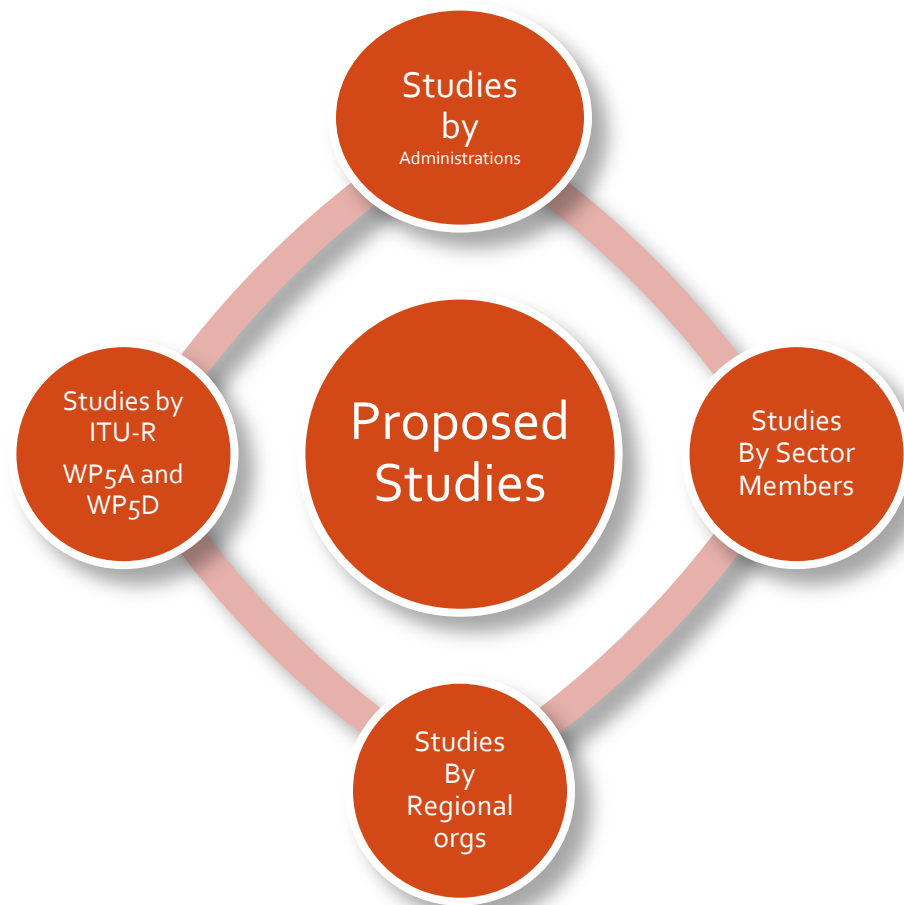 Studies
by
Administrations
Proposed
Studies
Studies by
ITU-R
WP5A and
WP5D
Studies
By Sector
Members
Studies
By
Regional
orgs